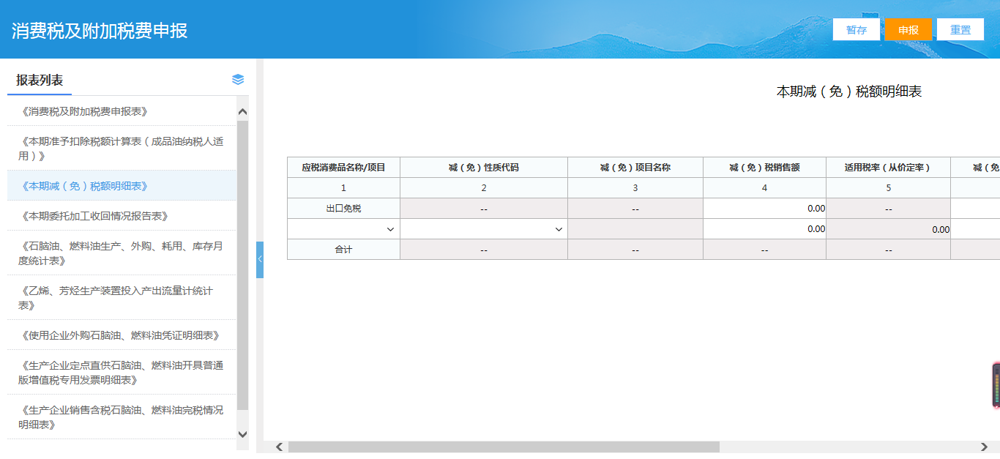 消费税及附加税费申报
暂存 申报 重置
报表列表
《消费税及附加税费申报表》
《本期准予扣除税额计算表（成品油纳税人适
用）》
《本期减（免）税额明细表》
《本期委托加工收回情况报告表》
《石脑油、燃料油生产、外购、耗用、库存月
度统计表》
《乙烯、芳烃生产装置投入产出流量计统计
表》
《使用企业外购石脑油、燃料油凭证明细表》
《生产企业定点直供石脑油、燃料油开具普通
版增值税专用发票明细表》
《生产企业销售含税石脑油、燃料油完税情况
明细表》
本期减（免）税额明细表
应税消费品名称/项目 减（免）性质代码 减（免）项目名称 减（免）税销售额 适用税率（从价定率） 减（免
1 2 3 4 5
出口免税 -- -- 0.00 --
0.00 0.00
合计 -- -- -- --